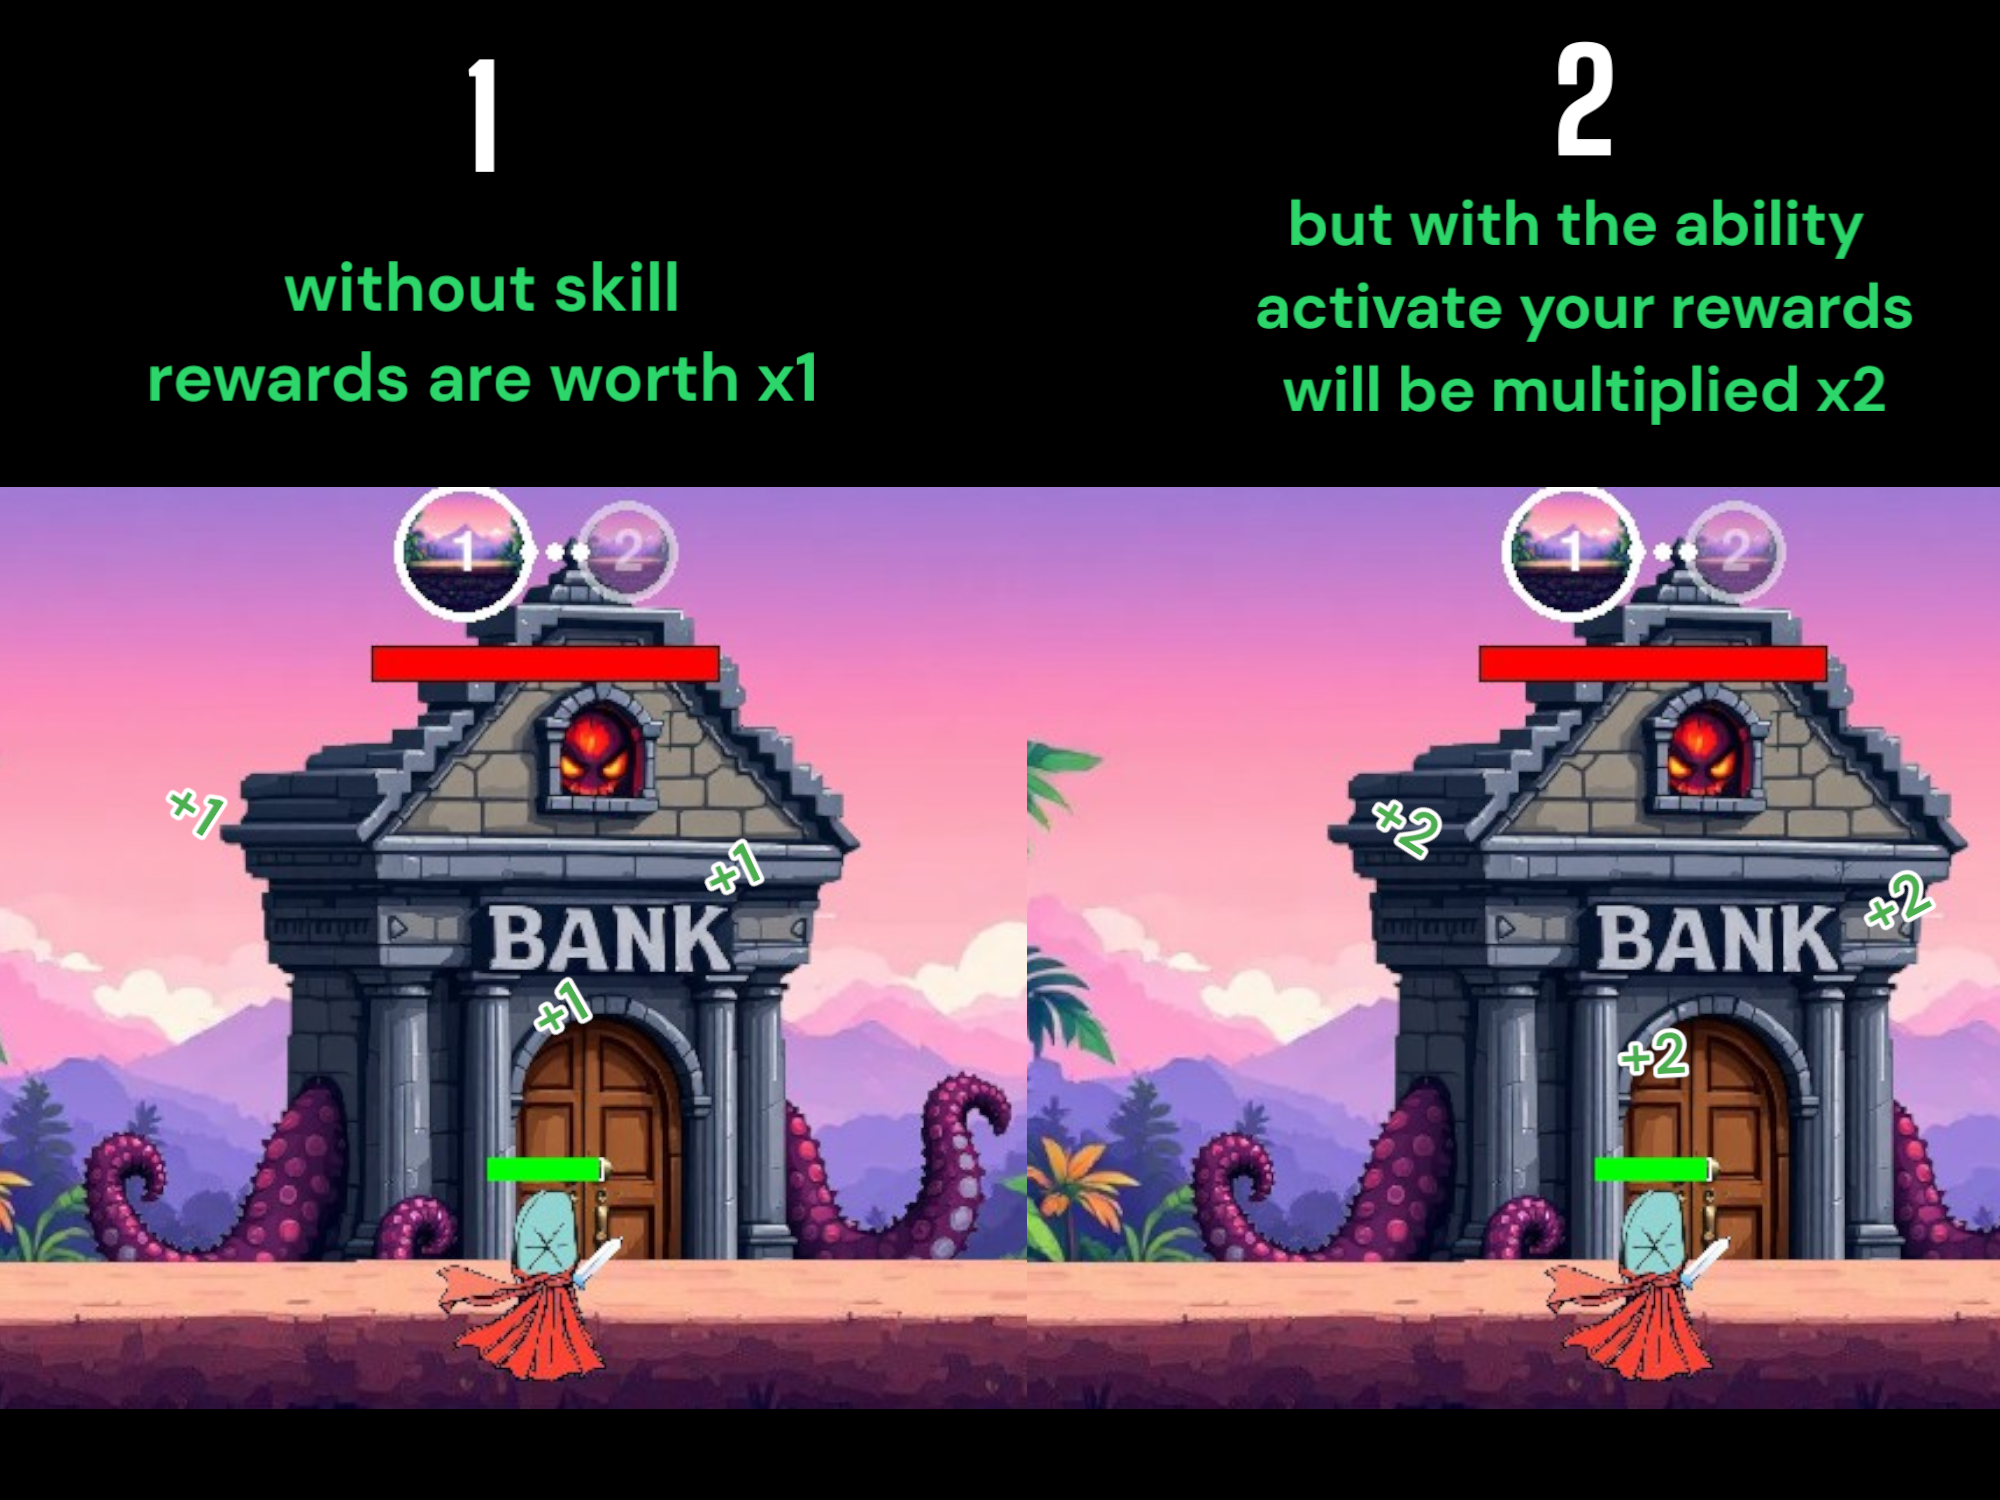 1
without skill
rewards are worth x1
2
but with the ability
activate your rewards
will be multiplied x2
1
2
+1
+1
BANK
+1
1
2
+2
+2
BANK
+2